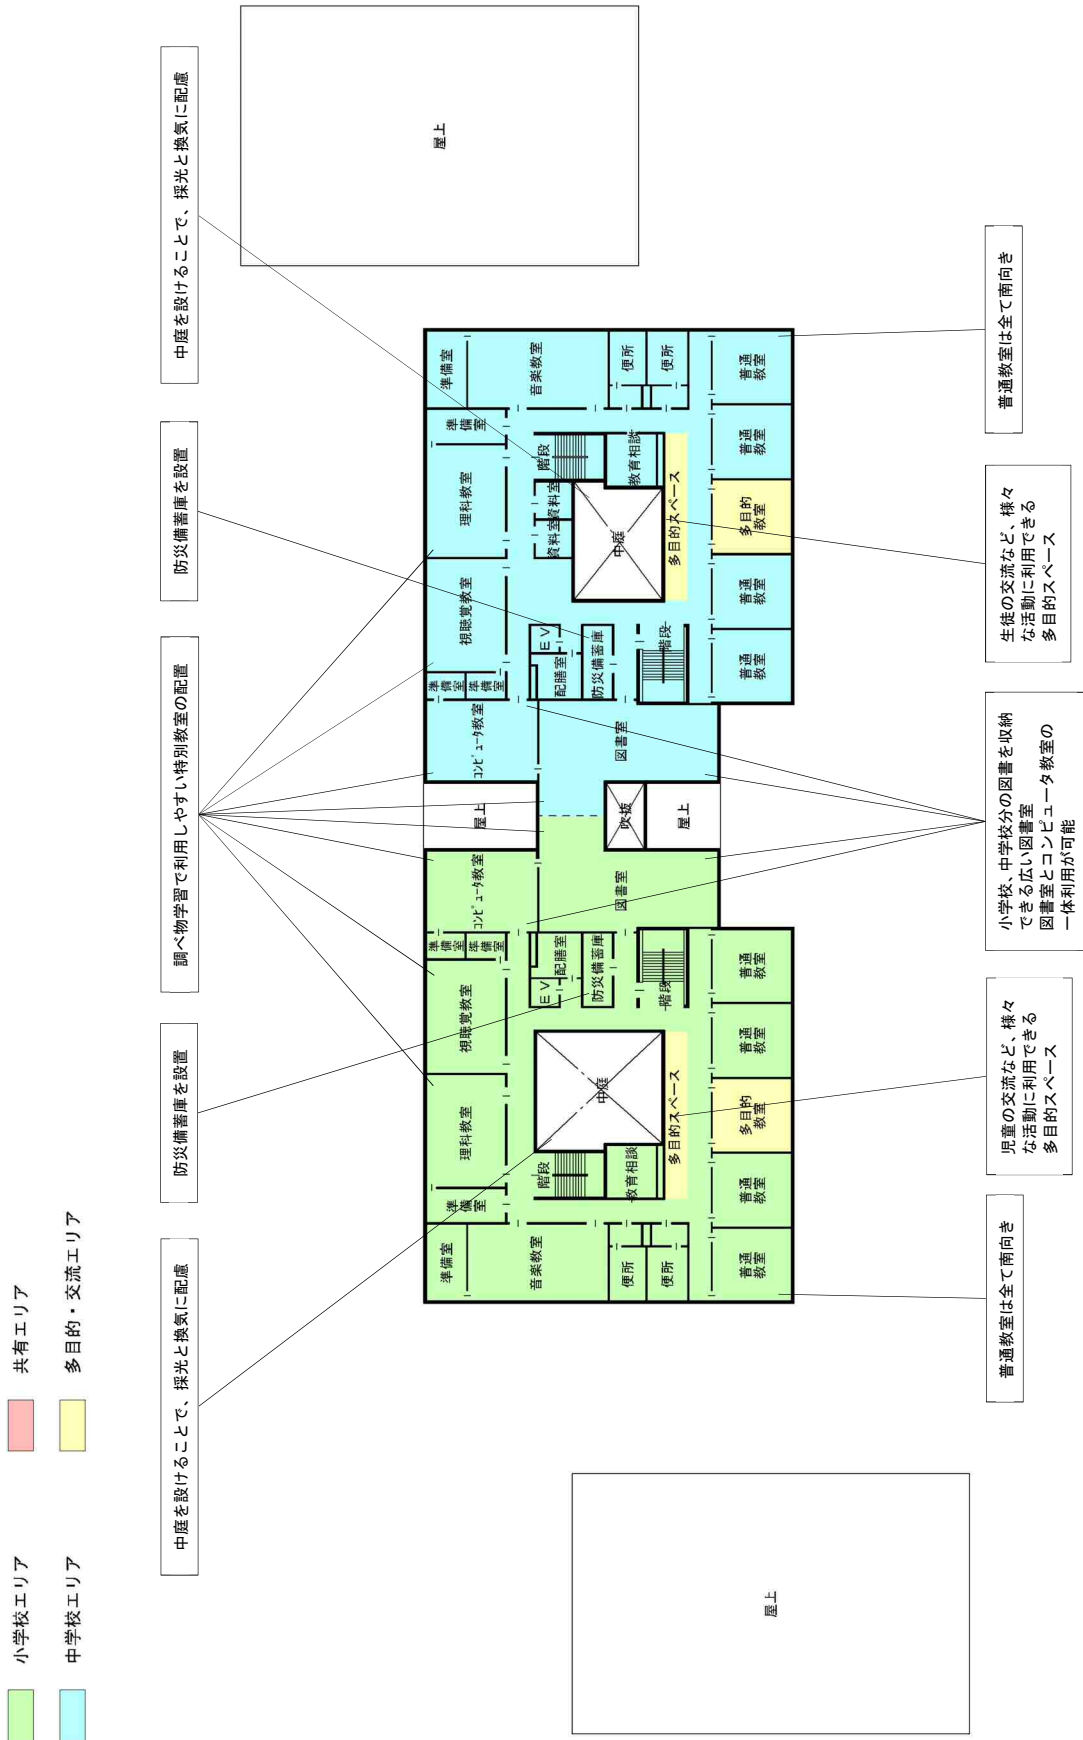 小学校エリア
共有エリア
中学校エリア
多目的・交流エリア
中庭を設けることで、採光と換気に配慮
防災備蓄庫を設置
調べ物学習で利用しやすい特別教室の配置
防災備蓄庫を設置
中庭を設けることで、採光と換気に配慮
屋上
準備室
準備室
理科教室
視聴覚教室
準備室
準備室
コンピュータ教室
屋上
コンピュータ教室
準備室
準備室
視聴覚教室
理科教室
準備室
準備室
音楽教室
階段
中庭
EV
配膳室
防災備蓄庫
図書室
吹抜
図書室
配膳室
EV
防災備蓄庫
資料室
資料室
中庭
階段
音楽教室
便所
便所
教育相談
多目的スペース
階段
屋上
階段
多目的スペース
教育相談
便所
便所
普通教室
普通教室
多目的教室
普通教室
普通教室
普通教室
普通教室
多目的教室
普通教室
普通教室
屋上
普通教室は全て南向き
児童の交流など、様々
な活動に利用できる
多目的スペース
小学校、中学校分の図書を収納
できる広い図書室
図書室とコンピュータ教室の
一体利用が可能
生徒の交流など、様々
な活動に利用できる
多目的スペース
普通教室は全て南向き